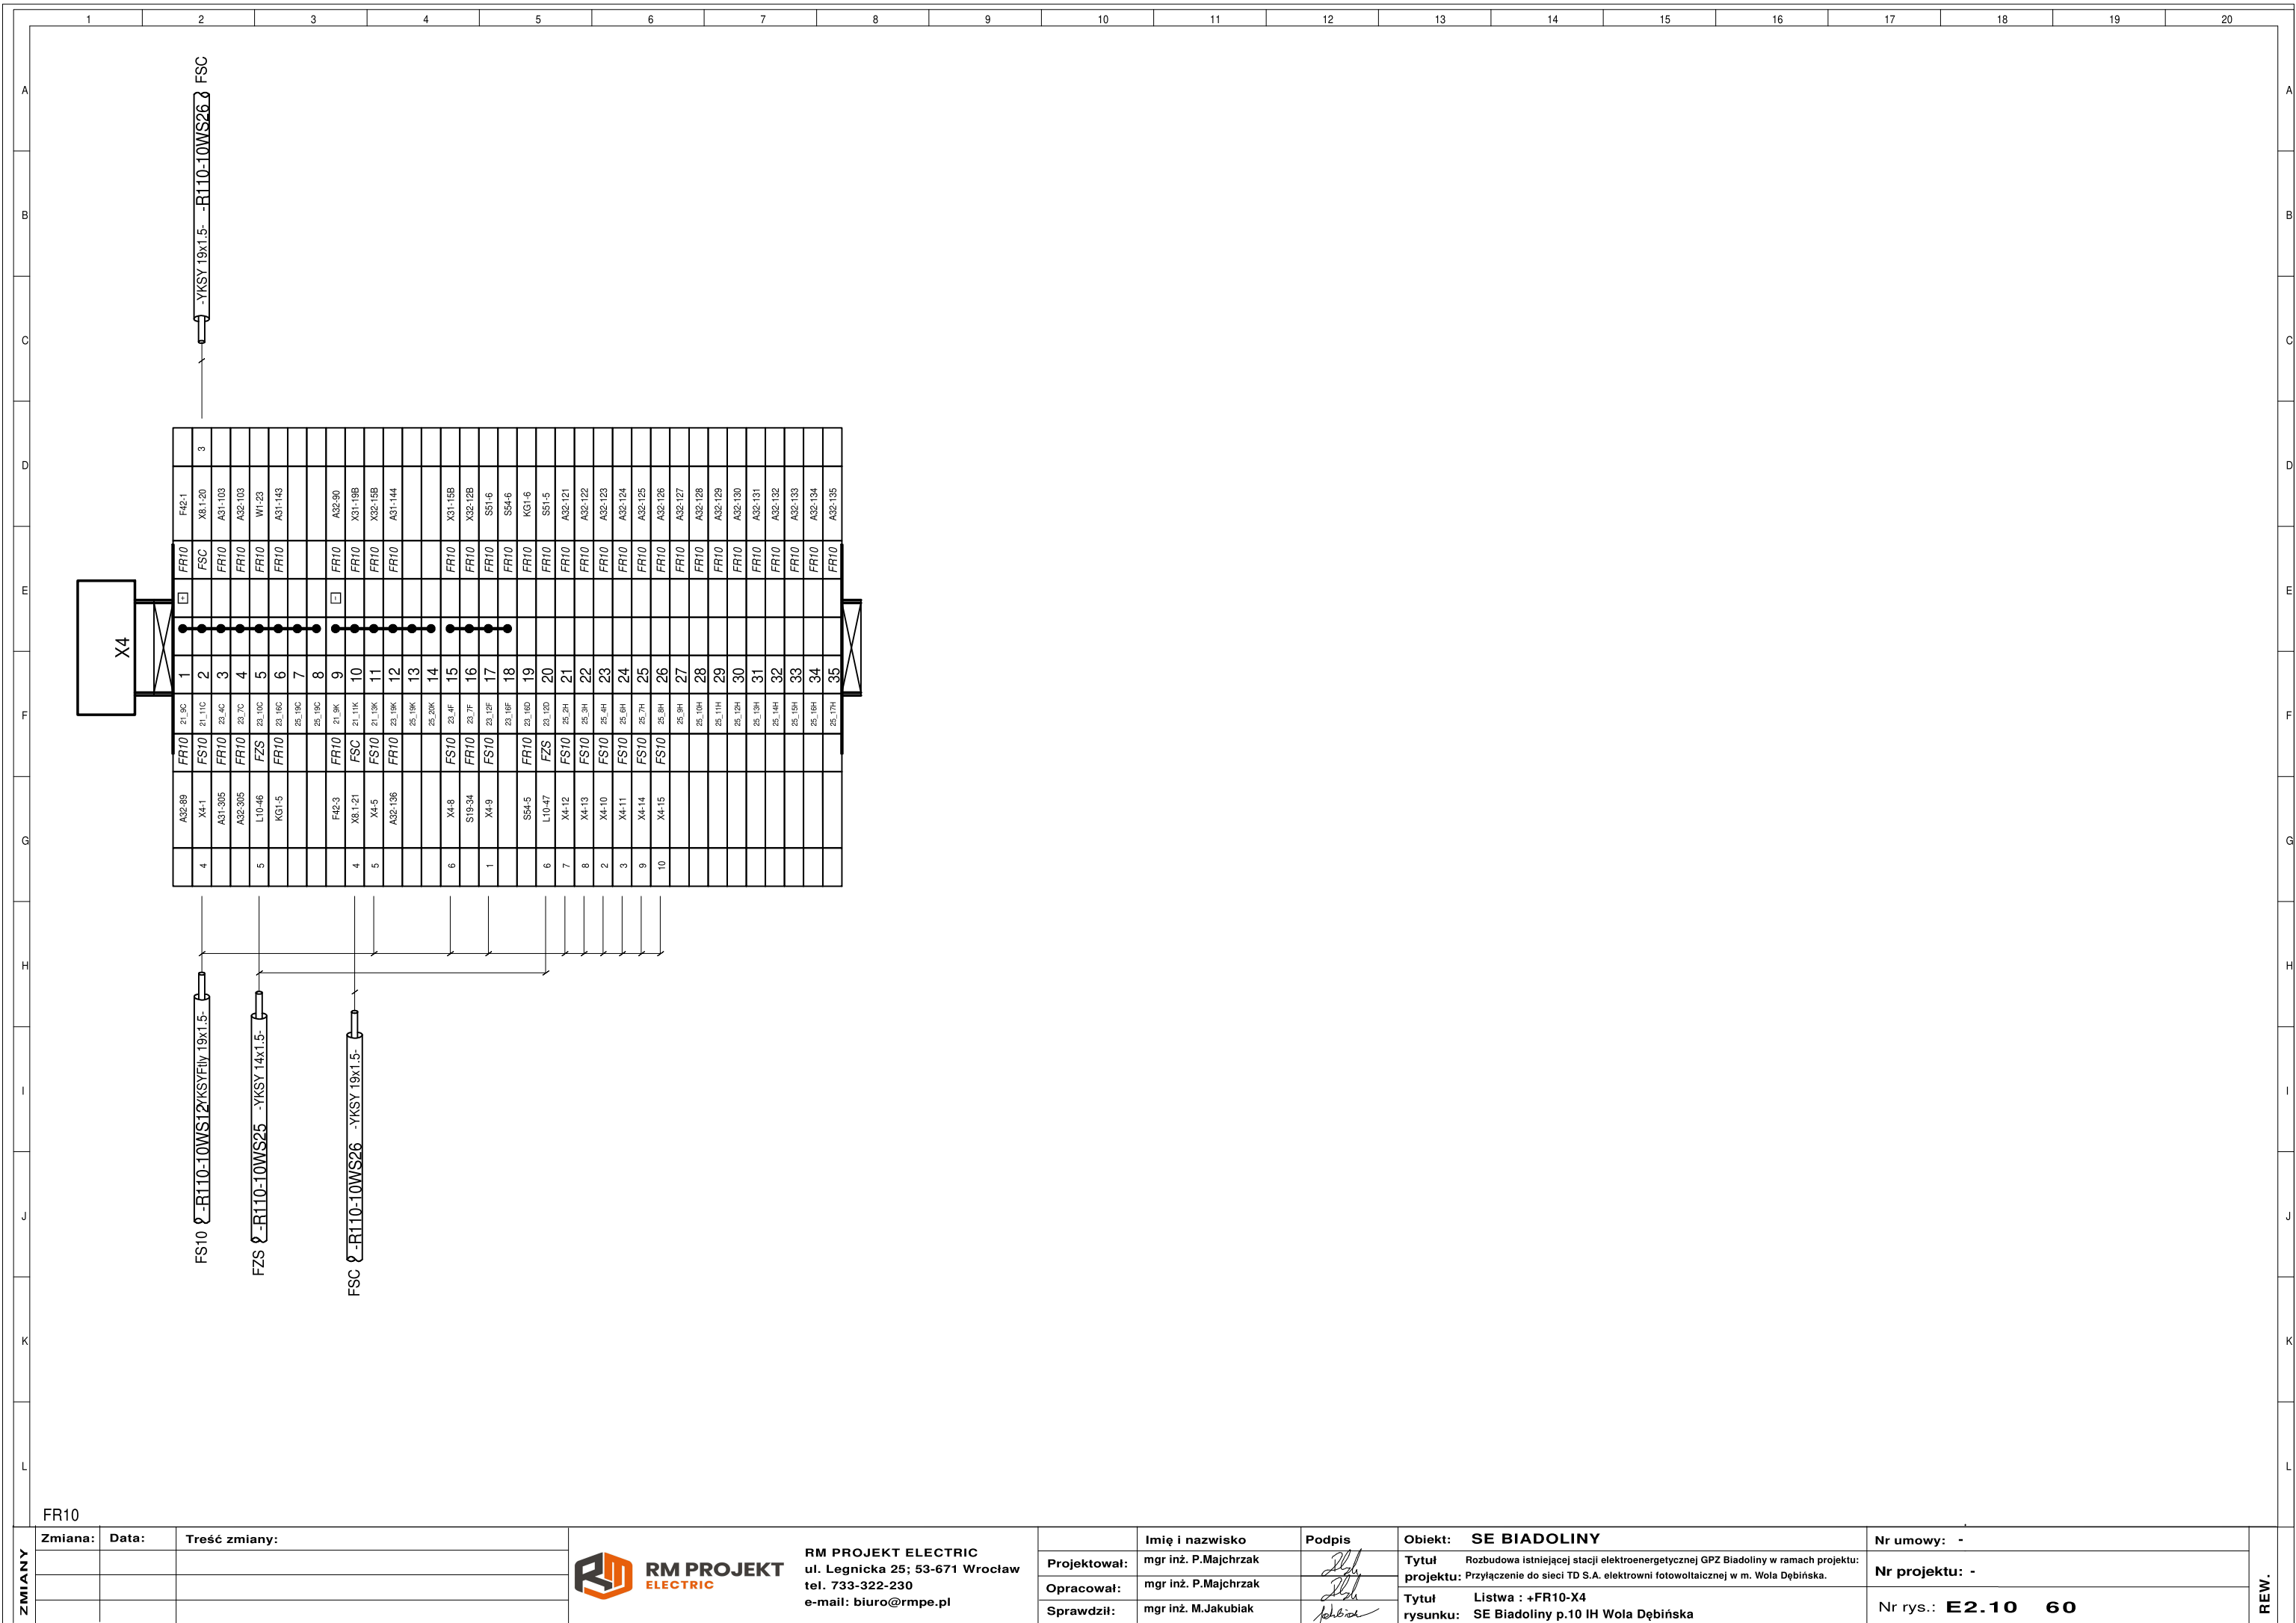 1 2 3 4 5 6 7 8 9 10 11 12 13 14 15 16 17 18 19 20
A A
B B
C C
D D
E E
F F
G G
H H
I I
J J
K K
L L
FSC
-YKSY 19x1.5- -R110-10WS26
3
F42-1 X8.1-20 A31-103 A32-103 W1-23 A31-143 A32-90 X31-19B X32-15B A31-144 X31-15B X32-12B S51-6 S54-6 KG1-6 S51-5 A32-121 A32-122 A32-123 A32-124 A32-125 A32-126 A32-127 A32-128 A32-129 A32-130 A32-131 A32-132 A32-133 A32-134 A32-135
FR10 FSC FR10 FR10 FR10 FR10 FR10 FR10 FR10 FR10 FR10 FR10 FR10 FR10 FR10 FR10 FR10 FR10 FR10 FR10 FR10 FR10 FR10 FR10 FR10 FR10 FR10 FR10 FR10 FR10 FR10
+ -
X4
1 2 3 4 5 6 7 8 9 10 11 12 13 14 15 16 17 18 19 20 21 22 23 24 25 26 27 28 29 30 31 32 33 34 35
21_9C 21_11C 23_4C 23_7C 23_10C 23_16C 25_19C 25_19C 21_9K 21_11K 21_13K 23_19K 25_19K 25_20K 23_4F 23_7F 23_12F 23_16F 23_16D 23_12D 25_2H 25_3H 25_4H 25_6H 25_7H 25_8H 25_9H 25_10H 25_11H 25_12H 25_13H 25_14H 25_15H 25_16H 25_17H
FR10 FS10 FR10 FR10 FZS FR10 FR10 FSC FS10 FR10 FS10 FR10 FS10 FR10 FZS FS10 FS10 FS10 FS10 FS10 FS10
A32-89 X4-1 A31-305 A32-305 L10-46 KG1-5 F42-3 X8.1-21 X4-5 A32-136 X4-8 S19-34 X4-9 S54-5 L10-47 X4-12 X4-13 X4-10 X4-11 X4-14 X4-15
4 5 4 5 6 1 6 7 8 2 3 9 10
FS10 -R110-10WS12 YKSYFtly 19x1.5-
FZS -R110-10WS25 -YKSY 14x1.5-
FSC -R110-10WS26 -YKSY 19x1.5-
FR10
ZMIANY
Zmiana: Data: Treść zmiany:
RM PROJEKT
ELECTRIC
RM PROJEKT ELECTRIC
ul. Legnicka 25; 53-671 Wrocław
tel. 733-322-230
e-mail: biuro@rmpe.pl
Imię i nazwisko Podpis
Projektował: mgr inż. P.Majchrzak
Opracował: mgr inż. P.Majchrzak
Sprawdził: mgr inż. M.Jakubiak
Obiekt: SE BIADOLINY
Tytuł projektu: Rozbudowa istniejącej stacji elektroenergetycznej GPZ Biadoliny w ramach projektu:
Przyłączenie do sieci TD S.A. elektrowni fotowoltaicznej w m. Wola Dębińska.
Tytuł rysunku: Listwa : +FR10-X4
SE Biadoliny p.10 IH Wola Dębińska
Nr umowy: -
Nr projektu: -
Nr rys.: E2.10 60
REW.